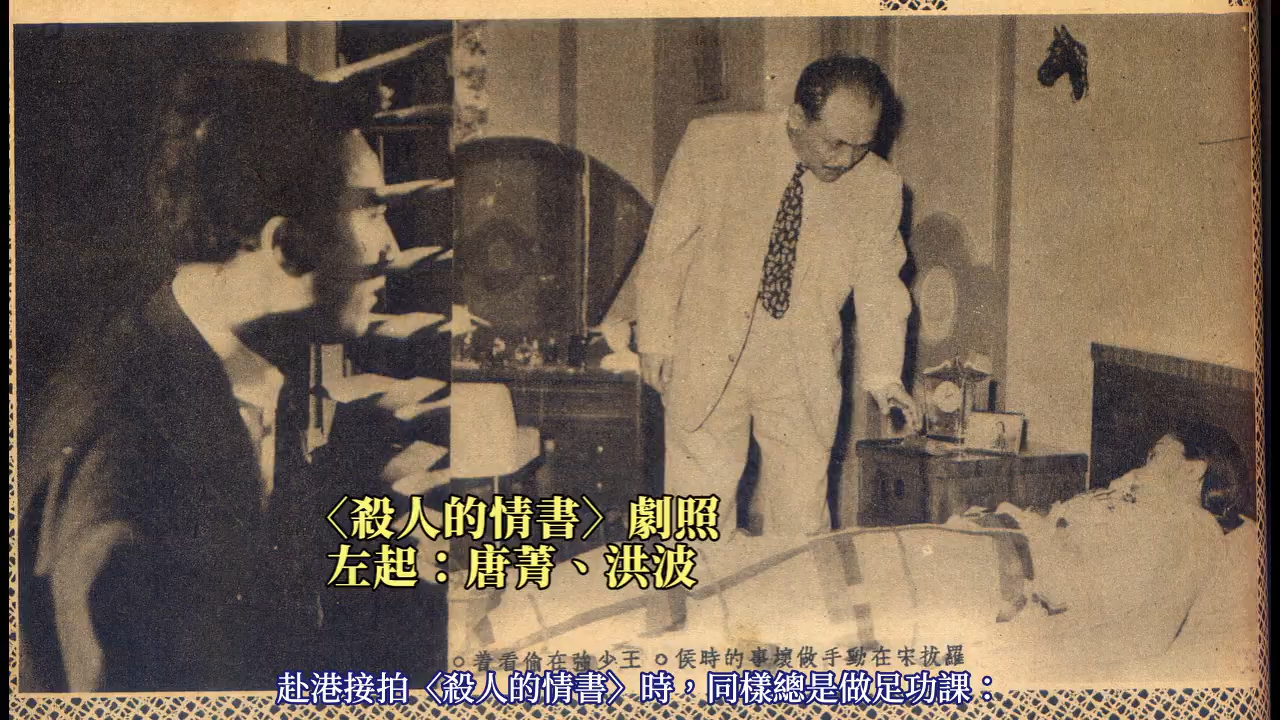 〈殺人的情書〉劇照
左起：唐菁、洪波
羅拔宋在動手做壞事的時侯。王少強在偷看着。
赴港接拍〈殺人的情書〉時，同樣總是做足功課：